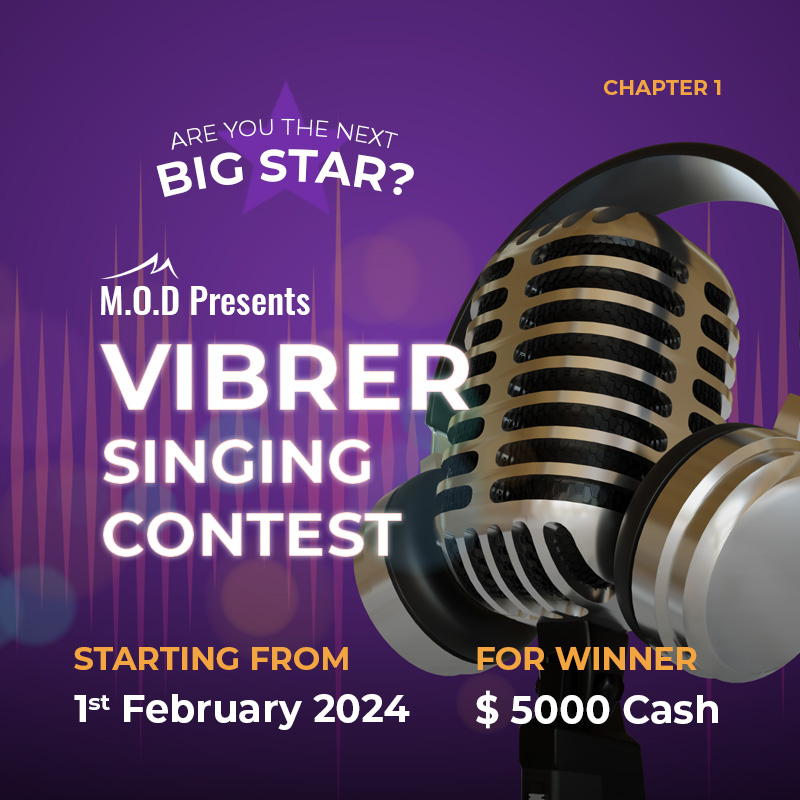 CHAPTER 1
ARE YOU THE NEXT
BIG STAR?
M.O.D Presents
VIBRER
SINGING
CONTEST
STARTING FROM
1st February 2024
FOR WINNER
$ 5000 Cash